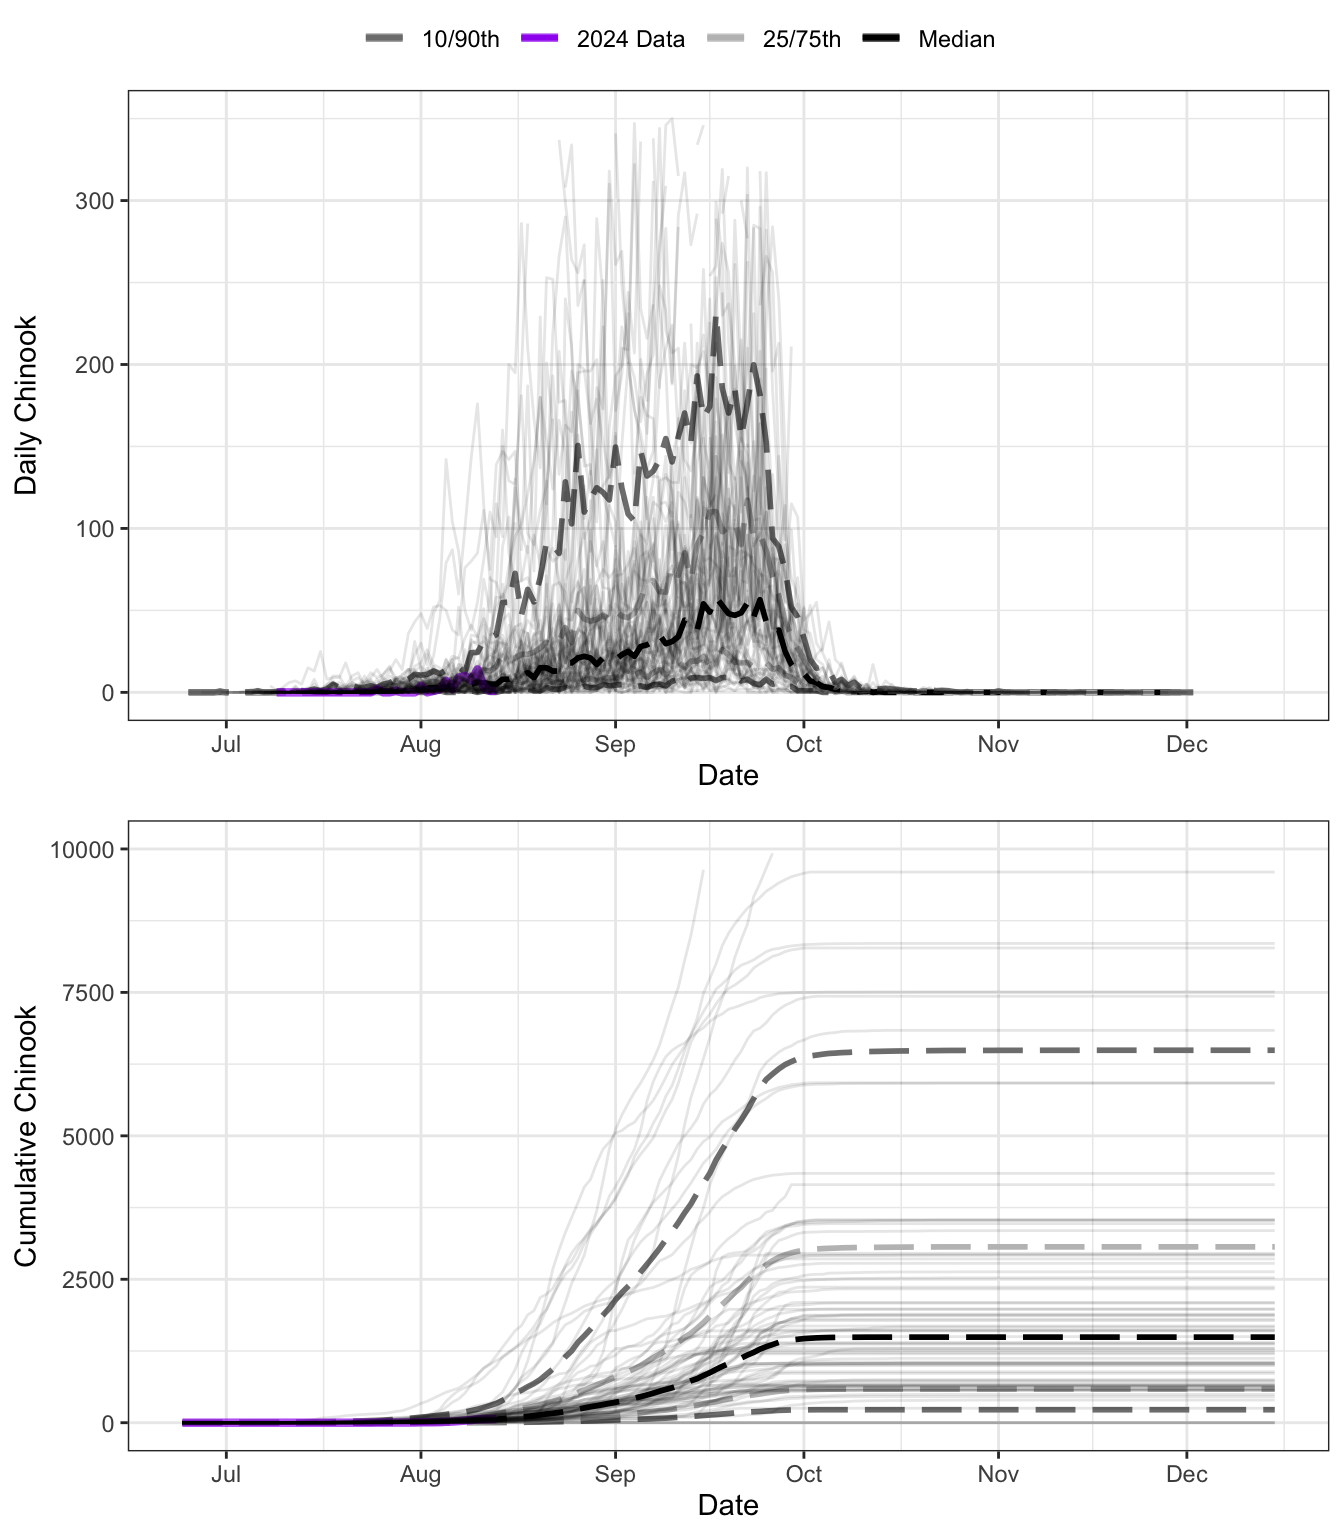 10/90th 2024 Data 25/75th Median
Daily Chinook
300
200
100
0
Jul Aug Sep Oct Nov Dec
Date
Cumulative Chinook
10000
7500
5000
2500
0
Jul Aug Sep Oct Nov Dec
Date